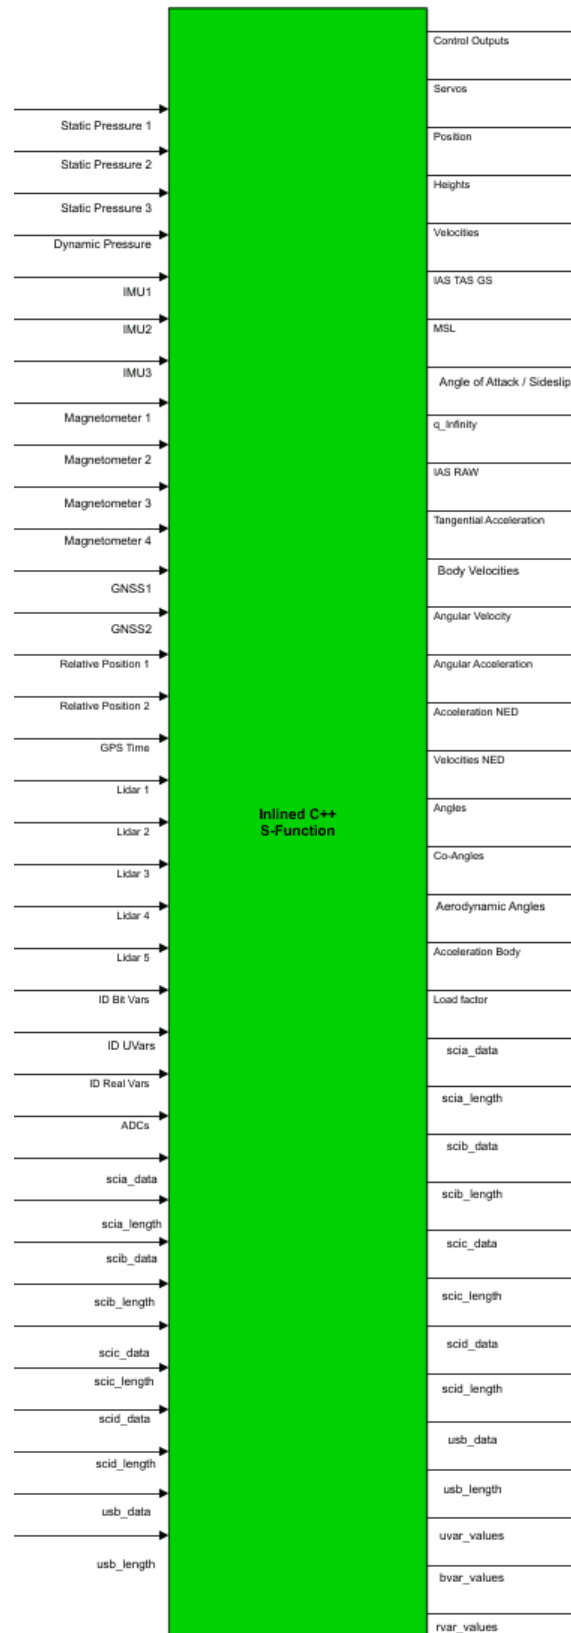 Static Pressure 1
Static Pressure 2
Static Pressure 3
Dynamic Pressure
IMU1
IMU2
IMU3
Magnetometer 1
Magnetometer 2
Magnetometer 3
Magnetometer 4
GNSS1
GNSS2
Relative Position 1
Relative Position 2
GPS Time
Lidar 1
Lidar 2
Lidar 3
Lidar 4
Lidar 5
ID Bit Vars
ID UVars
ID Real Vars
ADCs
scia_data
scia_length
scib_data
scib_length
scic_data
scic_length
scid_data
scid_length
usb_data
usb_length
Inlined C++
S-Function
Control Outputs
Servos
Position
Heights
Velocities
IAS TAS GS
MSL
Angle of Attack / Sideslip
q_Infinity
IAS RAW
Tangential Acceleration
Body Velocities
Angular Velocity
Angular Acceleration
Acceleration NED
Velocities NED
Angles
Co-Angles
Aerodynamic Angles
Acceleration Body
Load factor
scia_data
scia_length
scib_data
scib_length
scic_data
scic_length
scid_data
scid_length
usb_data
usb_length
uvar_values
bvar_values
rvar_values